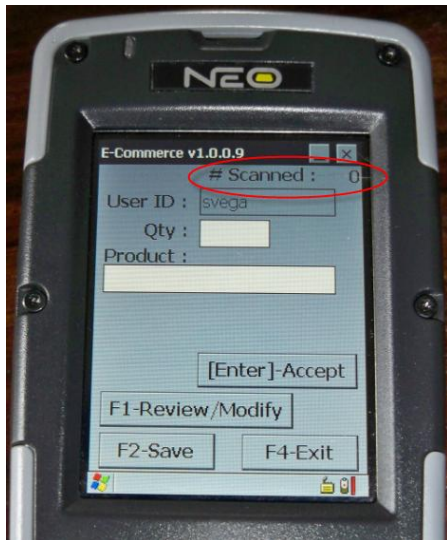 NEO
E-Commerce v1.0.0.9
# Scanned : 0
User ID : svega
Qty :
Product :
[Enter]-Accept
F1-Review/Modify
F2-Save F4-Exit